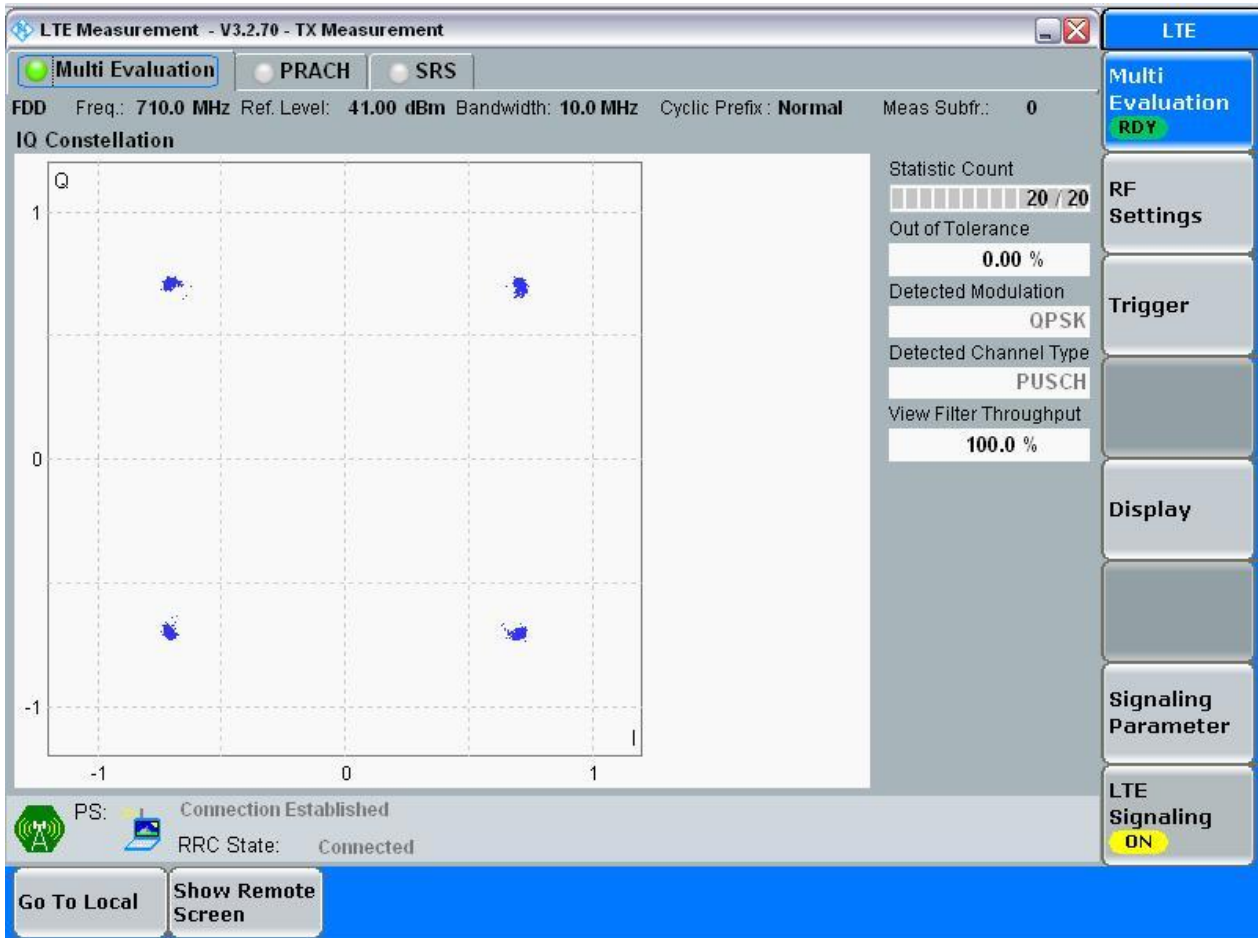 LTE Measurement - V3.2.70 - TX Measurement
LTE
Multi Evaluation PRACH SRS
FDD Freq.: 710.0 MHz Ref. Level: 41.00 dBm Bandwidth: 10.0 MHz Cyclic Prefix : Normal Meas Subfr.: 0
IQ Constellation
Q
1
0
-1
-1 0 1
I
Statistic Count
20 / 20
Out of Tolerance
0.00 %
Detected Modulation
QPSK
Detected Channel Type
PUSCH
View Filter Throughput
100.0 %
Multi
Evaluation
RDY
RF
Settings
Trigger
Display
Signaling
Parameter
LTE
Signaling
ON
PS: Connection Established
RRC State: Connected
Go To Local
Show Remote
Screen